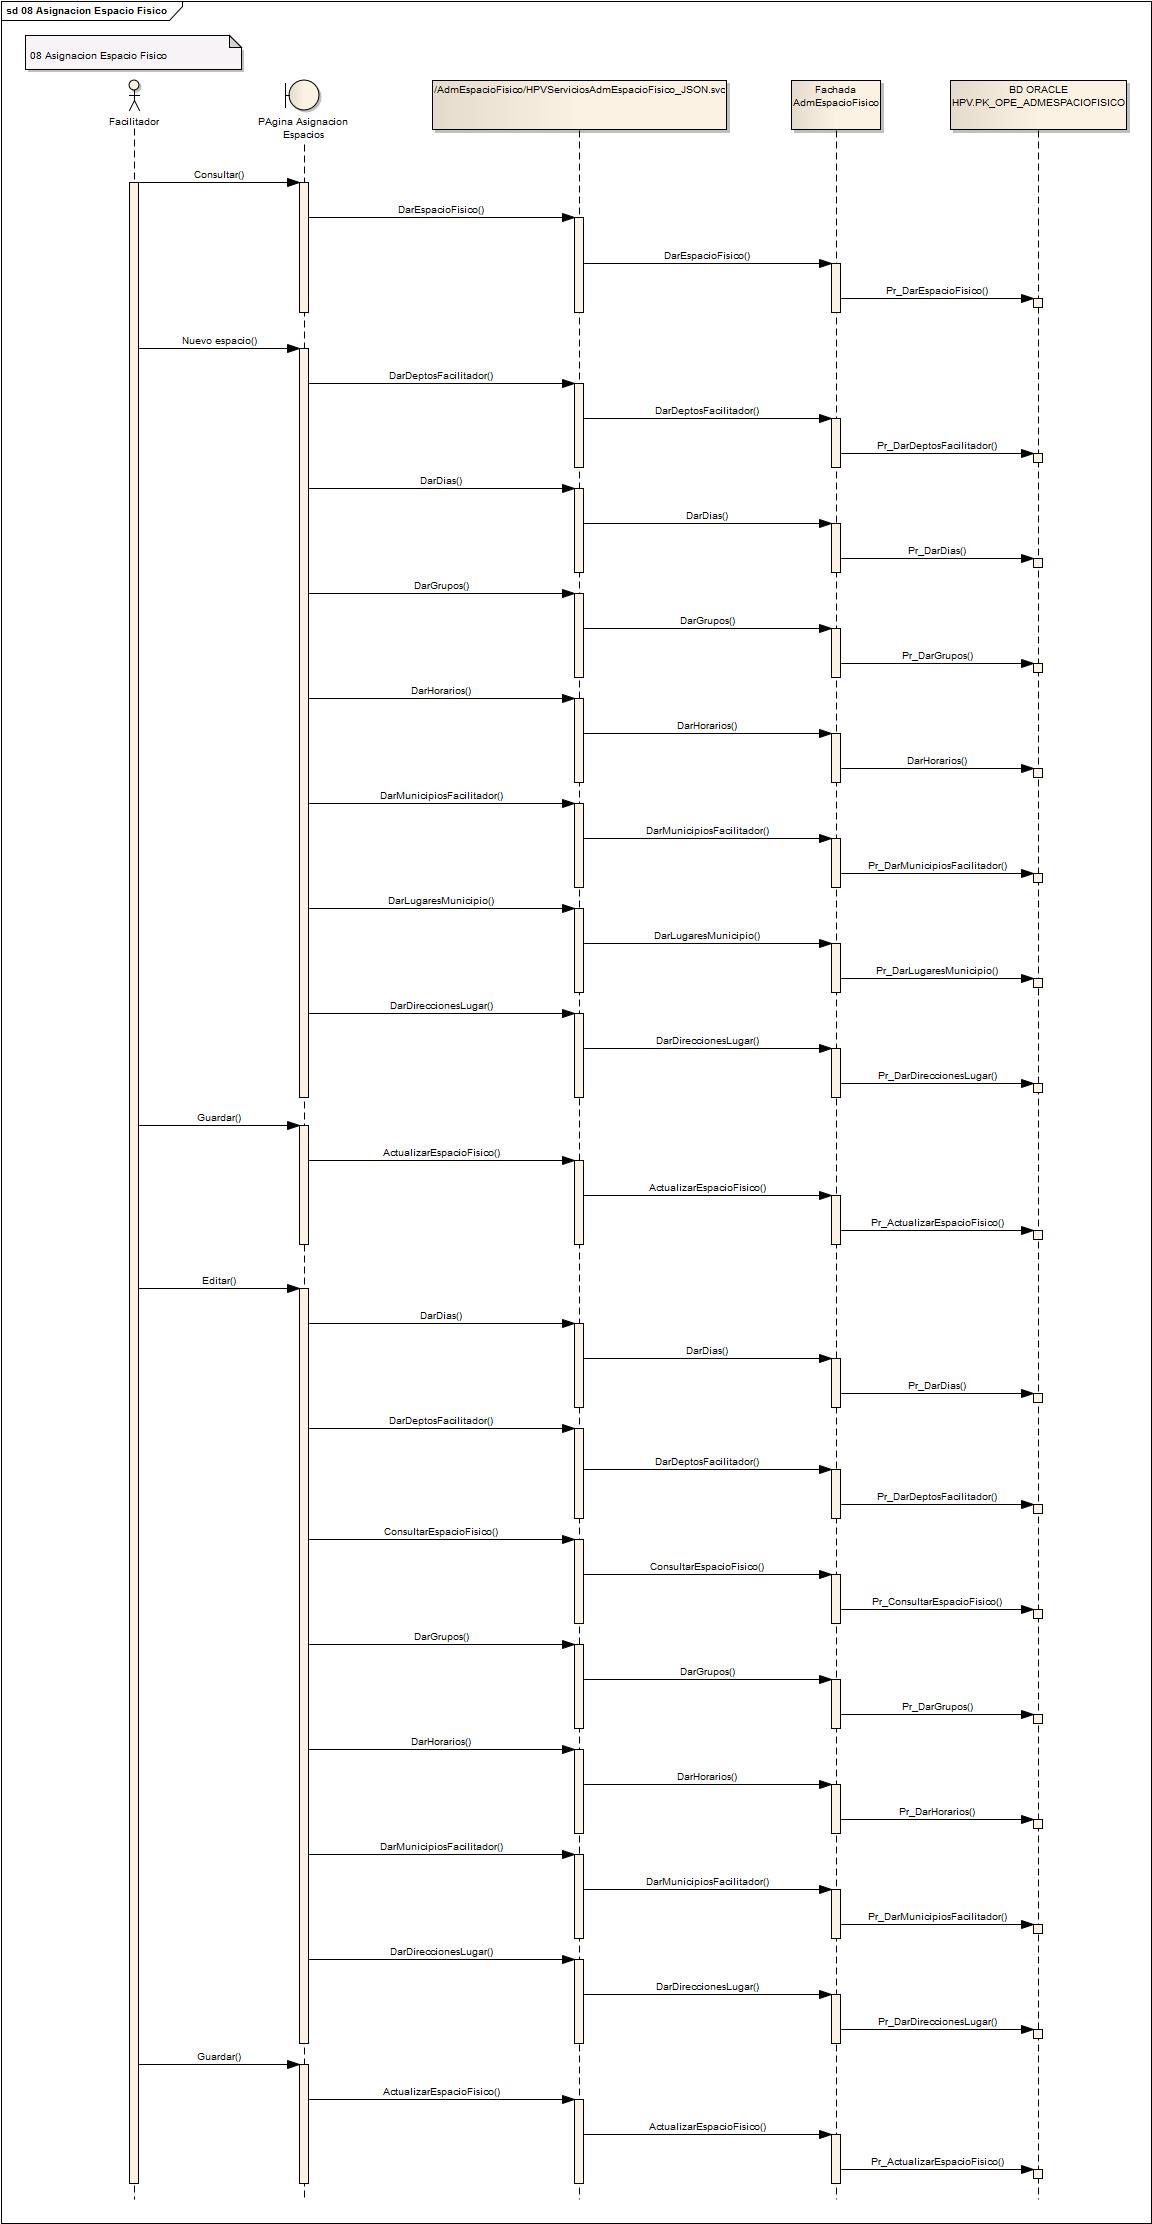 sd 08 Asignacion Espacio Fisico
08 Asignacion Espacio Fisico
Facilitador
PAgina Asignacion
Espacios
/AdmEspacioFisico/HPVServiciosAdmEspacioFisico_JSON.svc
Fachada
AdmEspacioFisico
BD ORACLE
HPV.PK_OPE_ADMESPACIOFISICO
Consultar()
DarEspacioFisico()
DarEspacioFisico()
Pr_DarEspacioFisico()
Nuevo espacio()
DarDeptosFacilitador()
DarDeptosFacilitador()
Pr_DarDeptosFacilitador()
DarDias()
DarDias()
Pr_DarDias()
DarGrupos()
DarGrupos()
Pr_DarGrupos()
DarHorarios()
DarHorarios()
DarHorarios()
DarMunicipiosFacilitador()
DarMunicipiosFacilitador()
Pr_DarMunicipiosFacilitador()
DarLugaresMunicipio()
DarLugaresMunicipio()
Pr_DarLugaresMunicipio()
DarDireccionesLugar()
DarDireccionesLugar()
Pr_DarDireccionesLugar()
Guardar()
ActualizarEspacioFisico()
ActualizarEspacioFisico()
Pr_ActualizarEspacioFisico()
Editar()
DarDias()
DarDias()
Pr_DarDias()
DarDeptosFacilitador()
DarDeptosFacilitador()
Pr_DarDeptosFacilitador()
ConsultarEspacioFisico()
ConsultarEspacioFisico()
Pr_ConsultarEspacioFisico()
DarGrupos()
DarGrupos()
Pr_DarGrupos()
DarHorarios()
DarHorarios()
Pr_DarHorarios()
DarMunicipiosFacilitador()
DarMunicipiosFacilitador()
Pr_DarMunicipiosFacilitador()
DarDireccionesLugar()
DarDireccionesLugar()
Pr_DarDireccionesLugar()
Guardar()
ActualizarEspacioFisico()
ActualizarEspacioFisico()
Pr_ActualizarEspacioFisico()